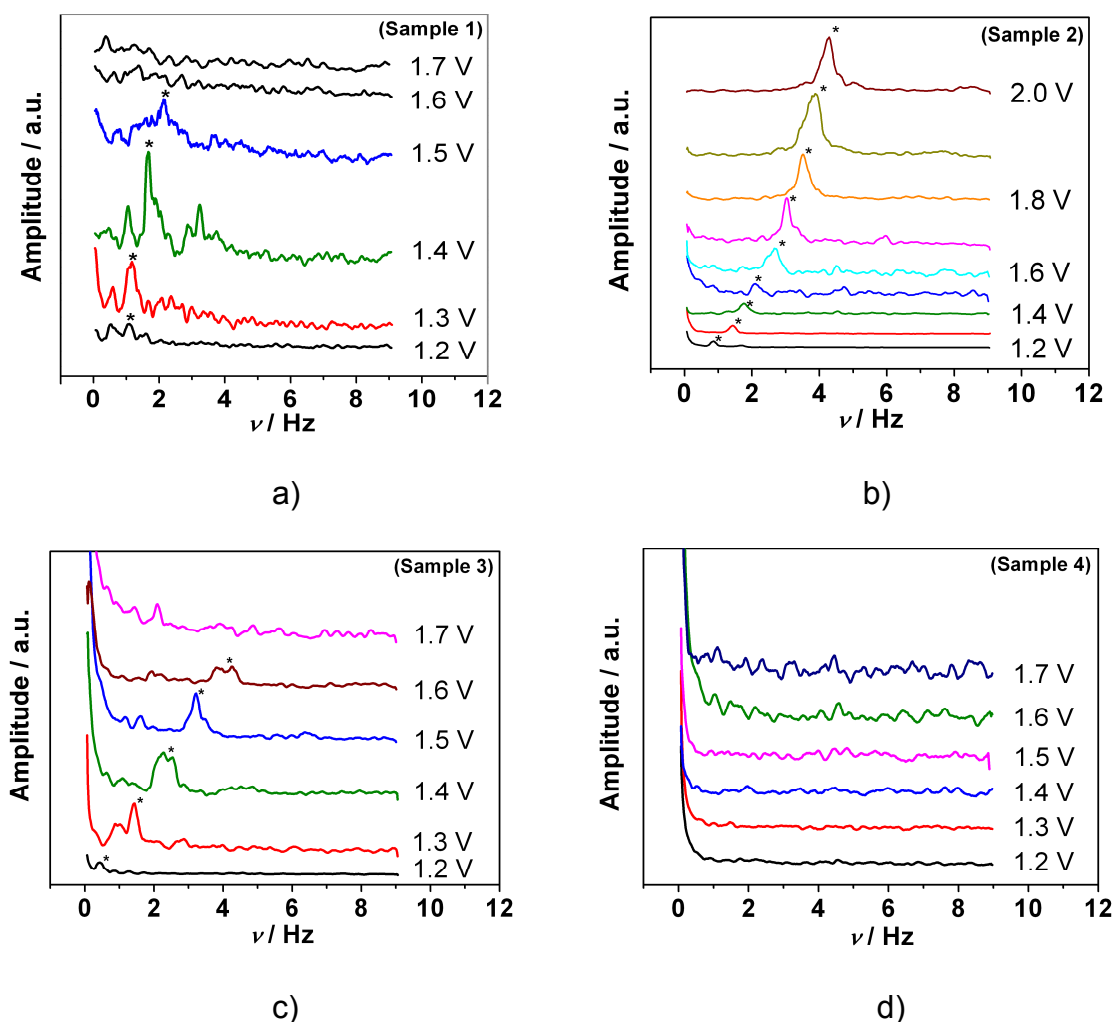 (Sample 1)
1.7 V
1.6 V
*
1.5 V
*
1.4 V
*
1.3 V
*
1.2 V
Amplitude / a.u.
0 2 4 6 8 10 12
ν / Hz
a)
(Sample 2)
*
2.0 V
*
*
1.8 V
*
*
1.6 V
*
*
1.4 V
*
*
1.2 V
Amplitude / a.u.
0 2 4 6 8 10 12
ν / Hz
b)
(Sample 3)
1.7 V
*
1.6 V
*
1.5 V
*
1.4 V
*
1.3 V
*
1.2 V
Amplitude / a.u.
0 2 4 6 8 10 12
ν / Hz
c)
(Sample 4)
1.7 V
1.6 V
1.5 V
1.4 V
1.3 V
1.2 V
Amplitude / a.u.
0 2 4 6 8 10 12
ν / Hz
d)